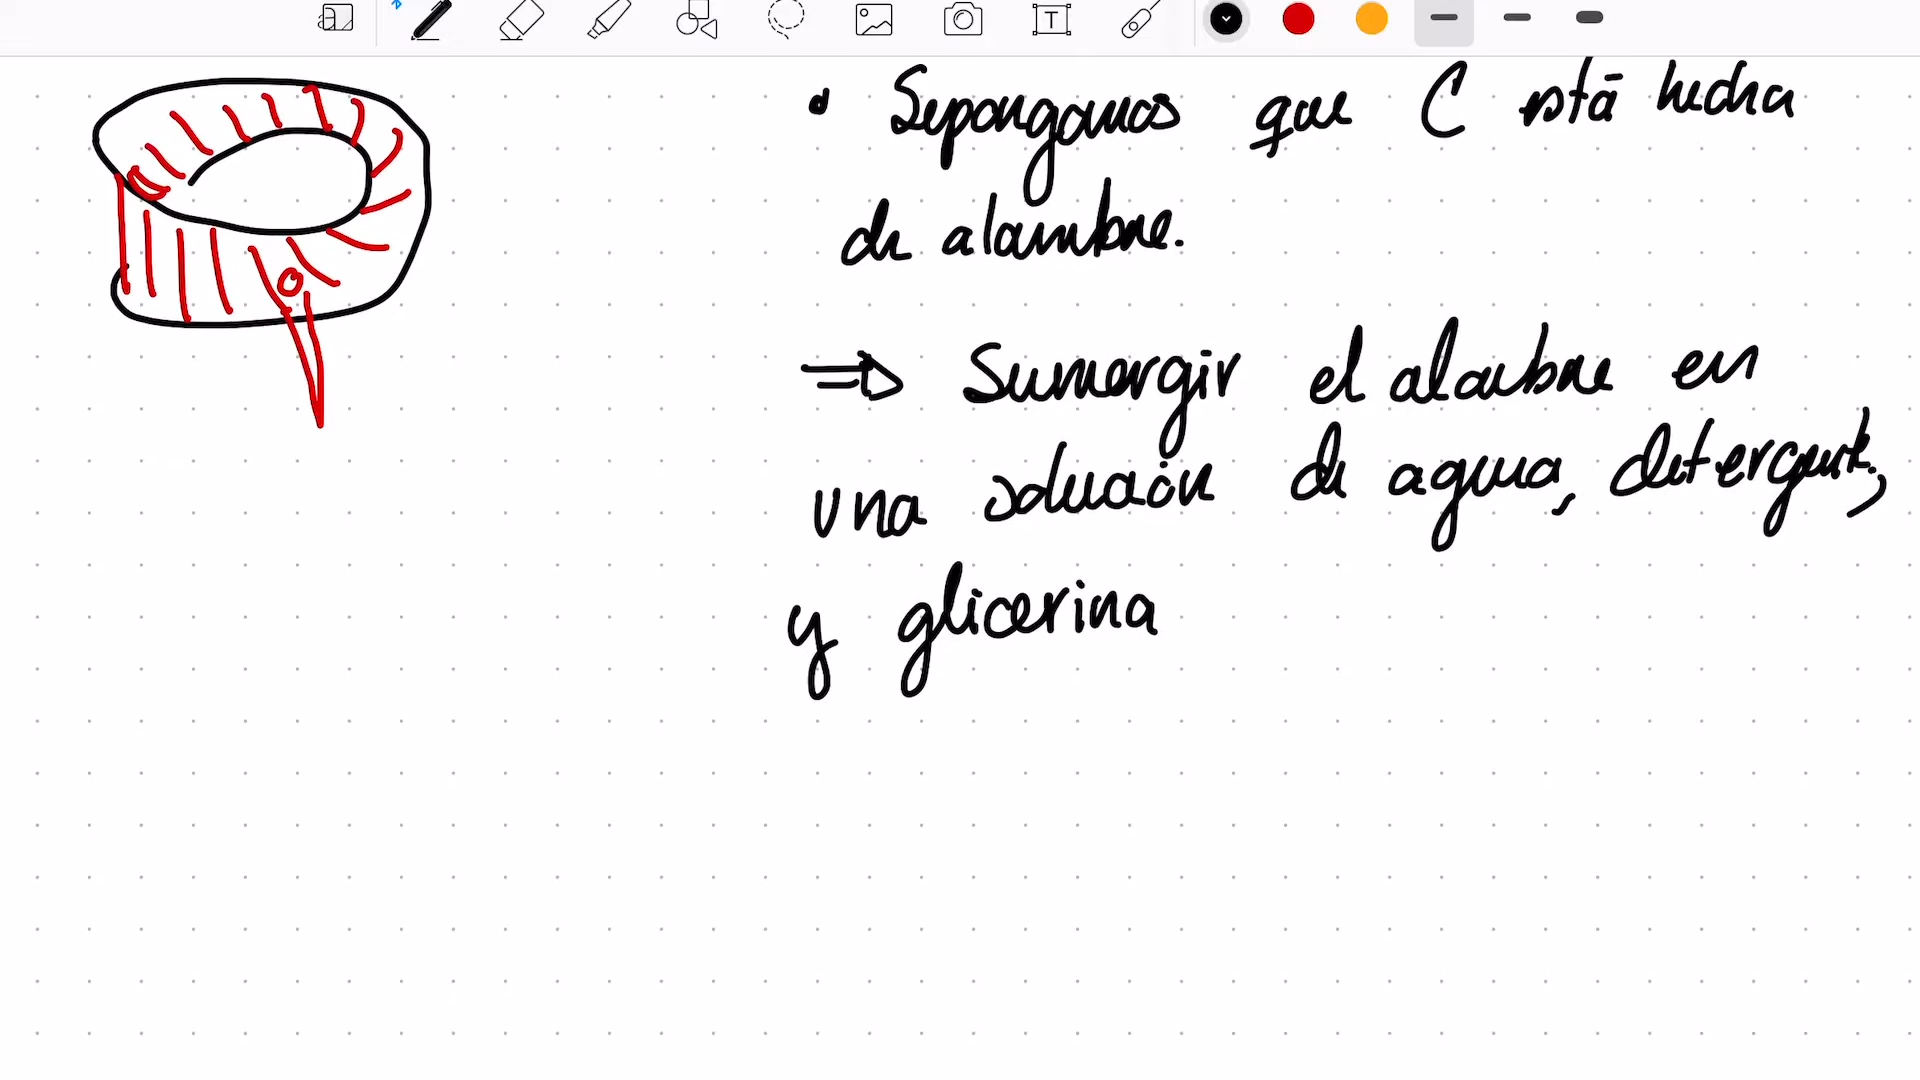 • Supongamos que C está hecha
de alambre.
⇒ Sumergir el alambre en
una solución de agua, detergente,
y glicerina